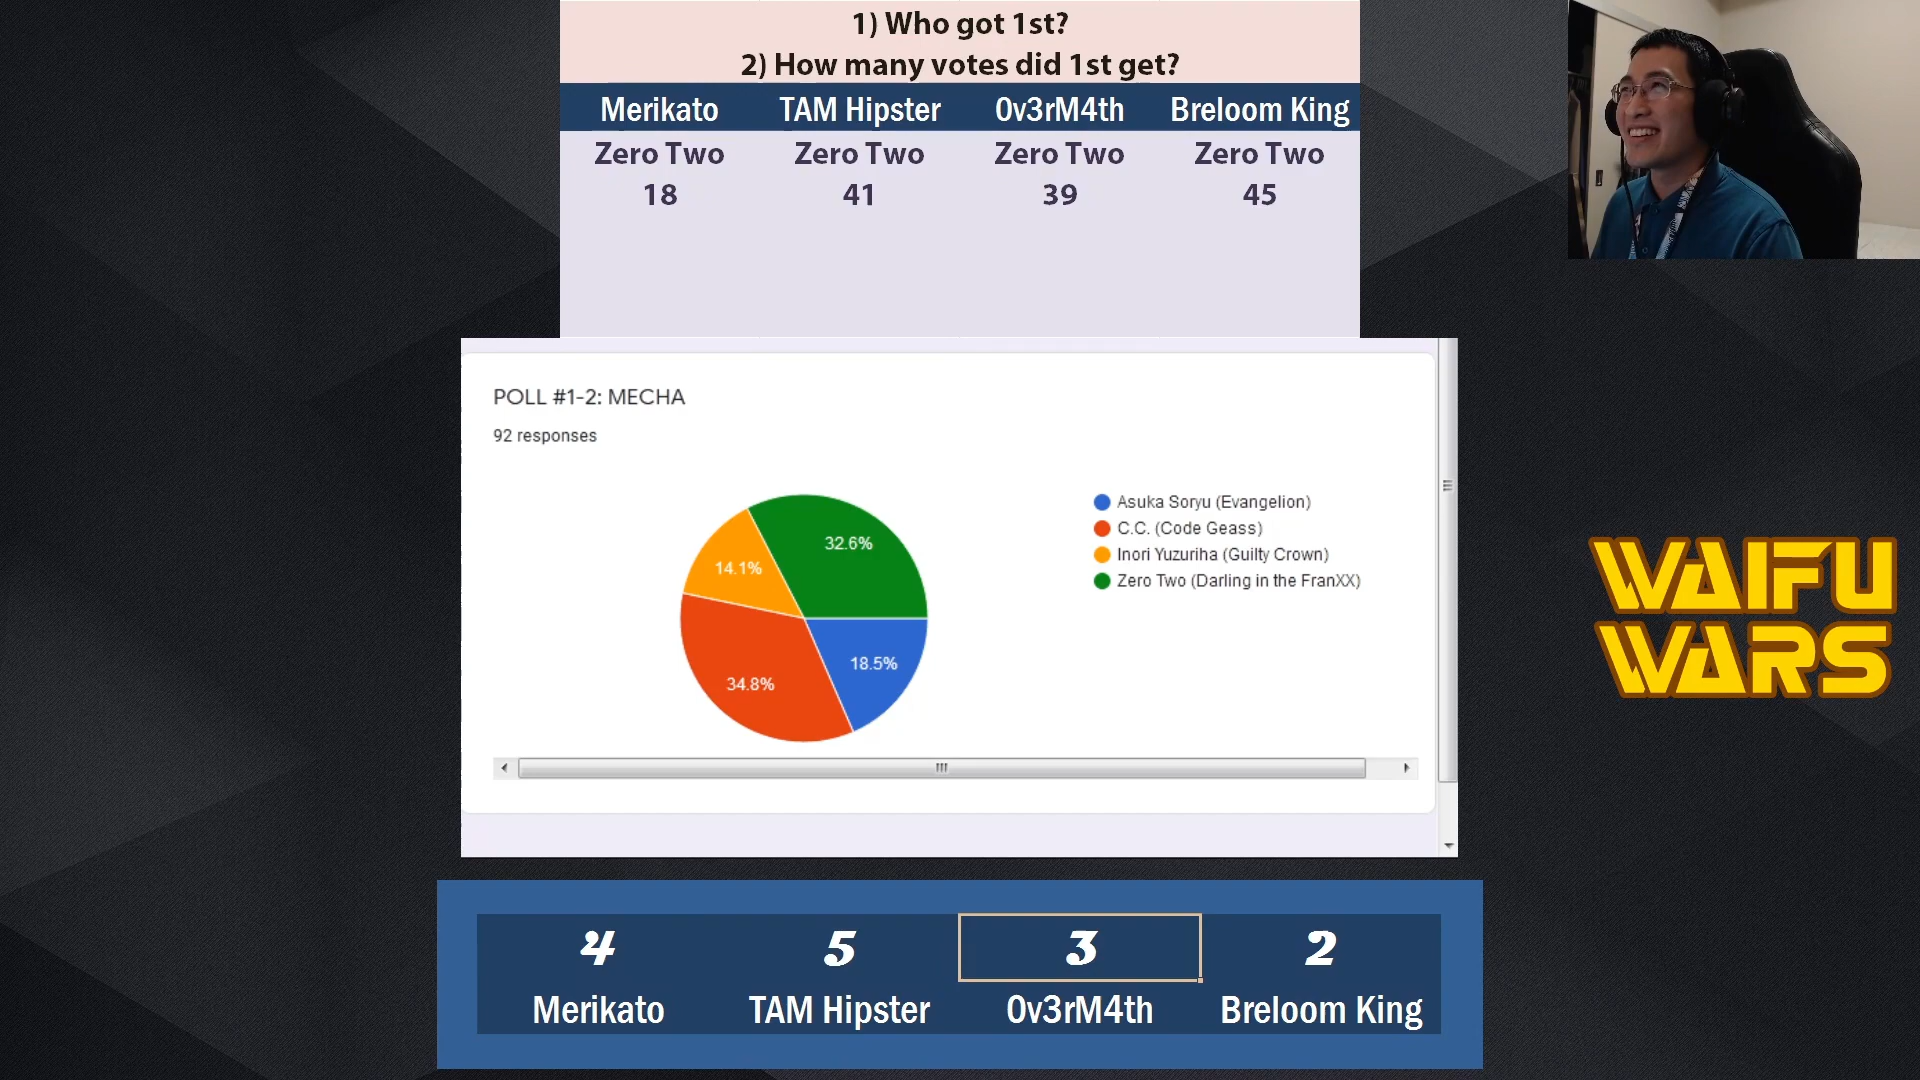 1) Who got 1st?
2) How many votes did 1st get?
Merikato TAM Hipster 0v3rM4th Breloom King
Zero Two Zero Two Zero Two Zero Two
18 41 39 45
POLL #1-2: MECHA
92 responses
32.6%
14.1%
18.5%
34.8%
Asuka Soryu (Evangelion)
C.C. (Code Geass)
Inori Yuzuriha (Guilty Crown)
Zero Two (Darling in the FranXX)
WAIFU
WARS
4 5 3 2
Merikato TAM Hipster 0v3rM4th Breloom King